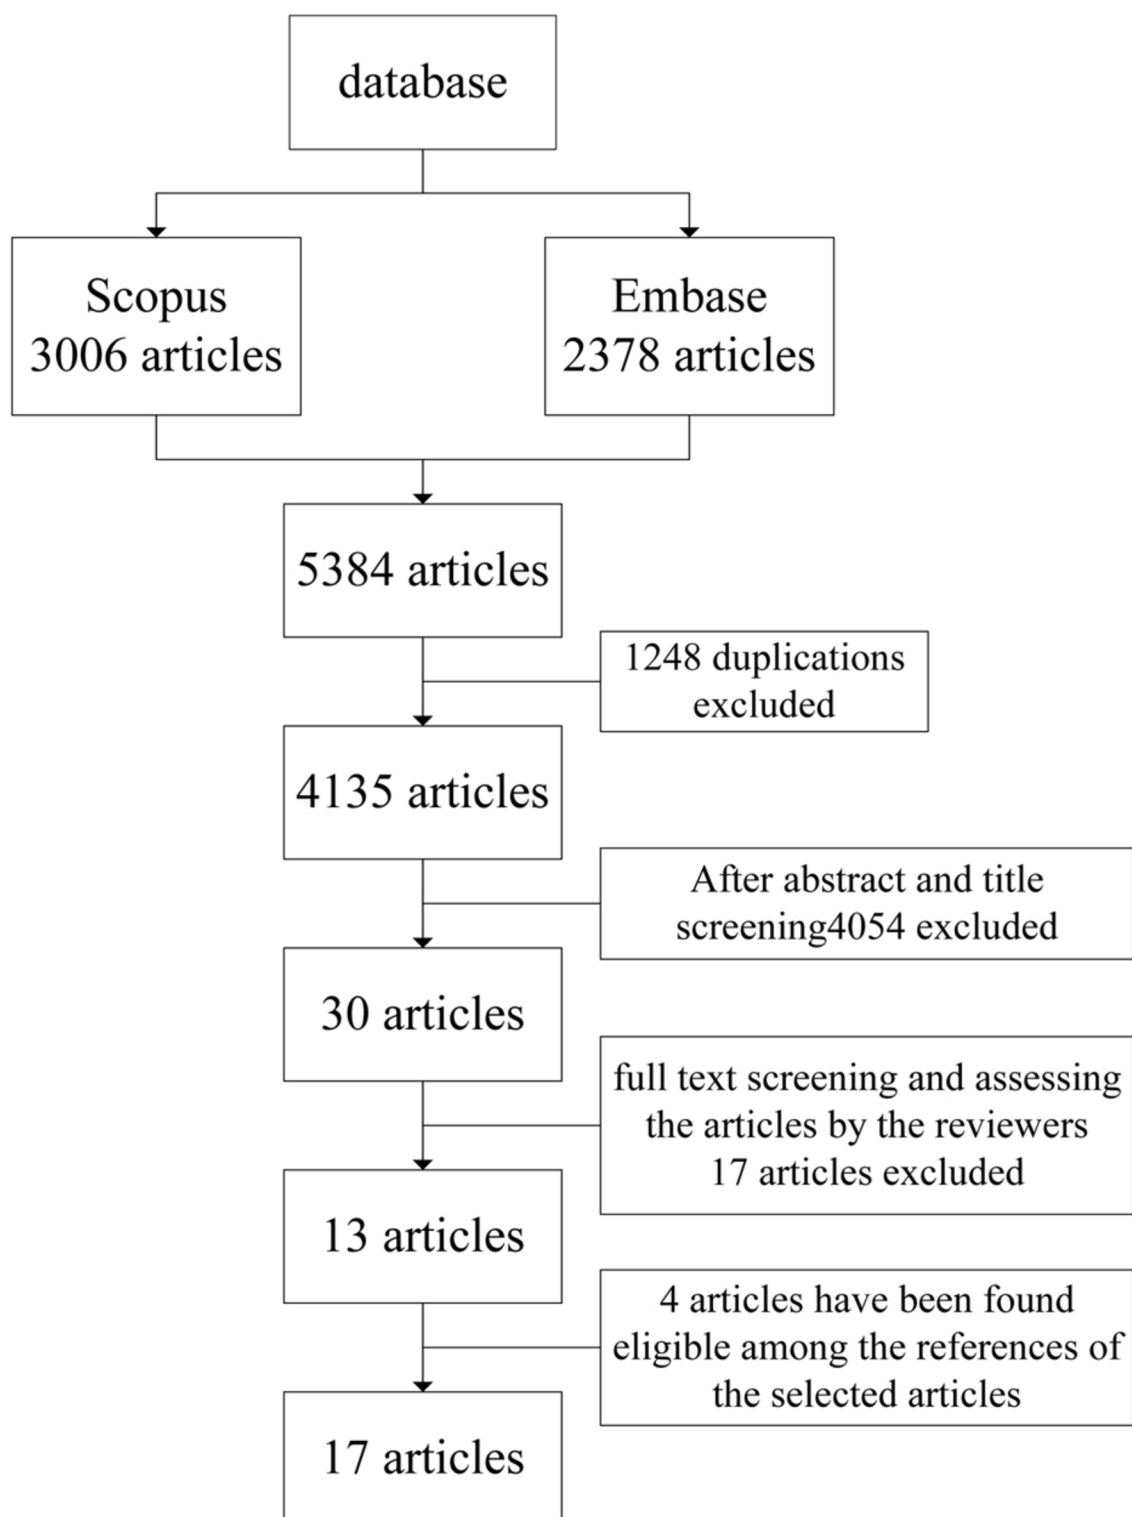 database
Scopus
3006 articles
Embase
2378 articles
5384 articles
1248 duplications
excluded
4135 articles
After abstract and title
screening4054 excluded
30 articles
full text screening and assessing
the articles by the reviewers
17 articles excluded
13 articles
4 articles have been found
eligible among the references of
the selected articles
17 articles